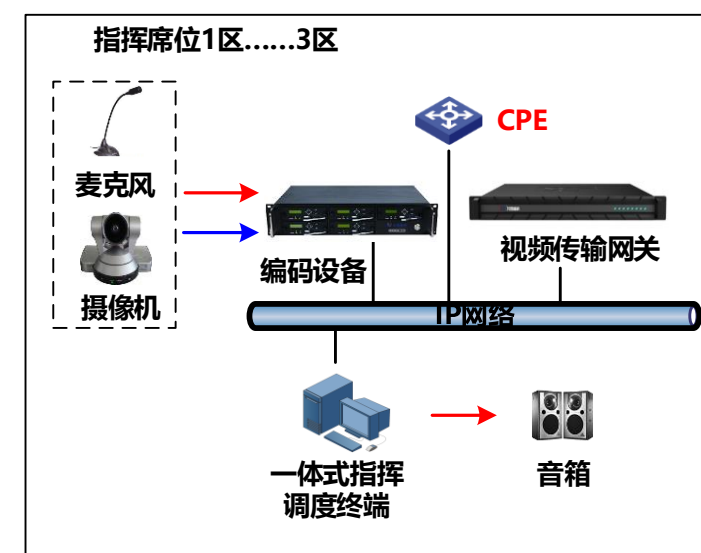 指挥席位1区……3区
CPE
麦克风
视频传输网关
编码设备
摄像机
IP网络
一体式指挥
调度终端
音箱